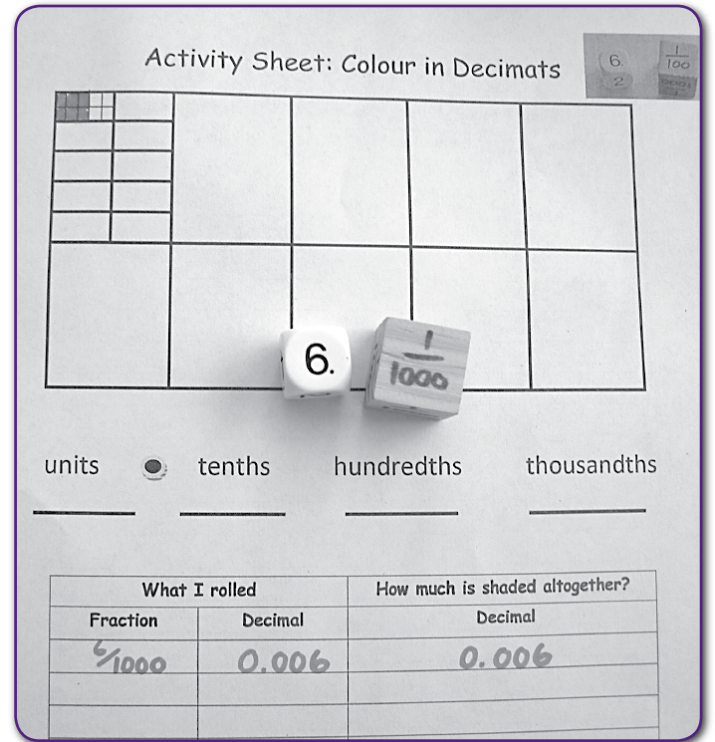 Activity Sheet: Colour in Decimats
6.
2
1
100
6.
1
1000
units tenths hundredths thousandths
What I rolled How much is shaded altogether?
Fraction Decimal Decimal
6/1000 0.006 0.006